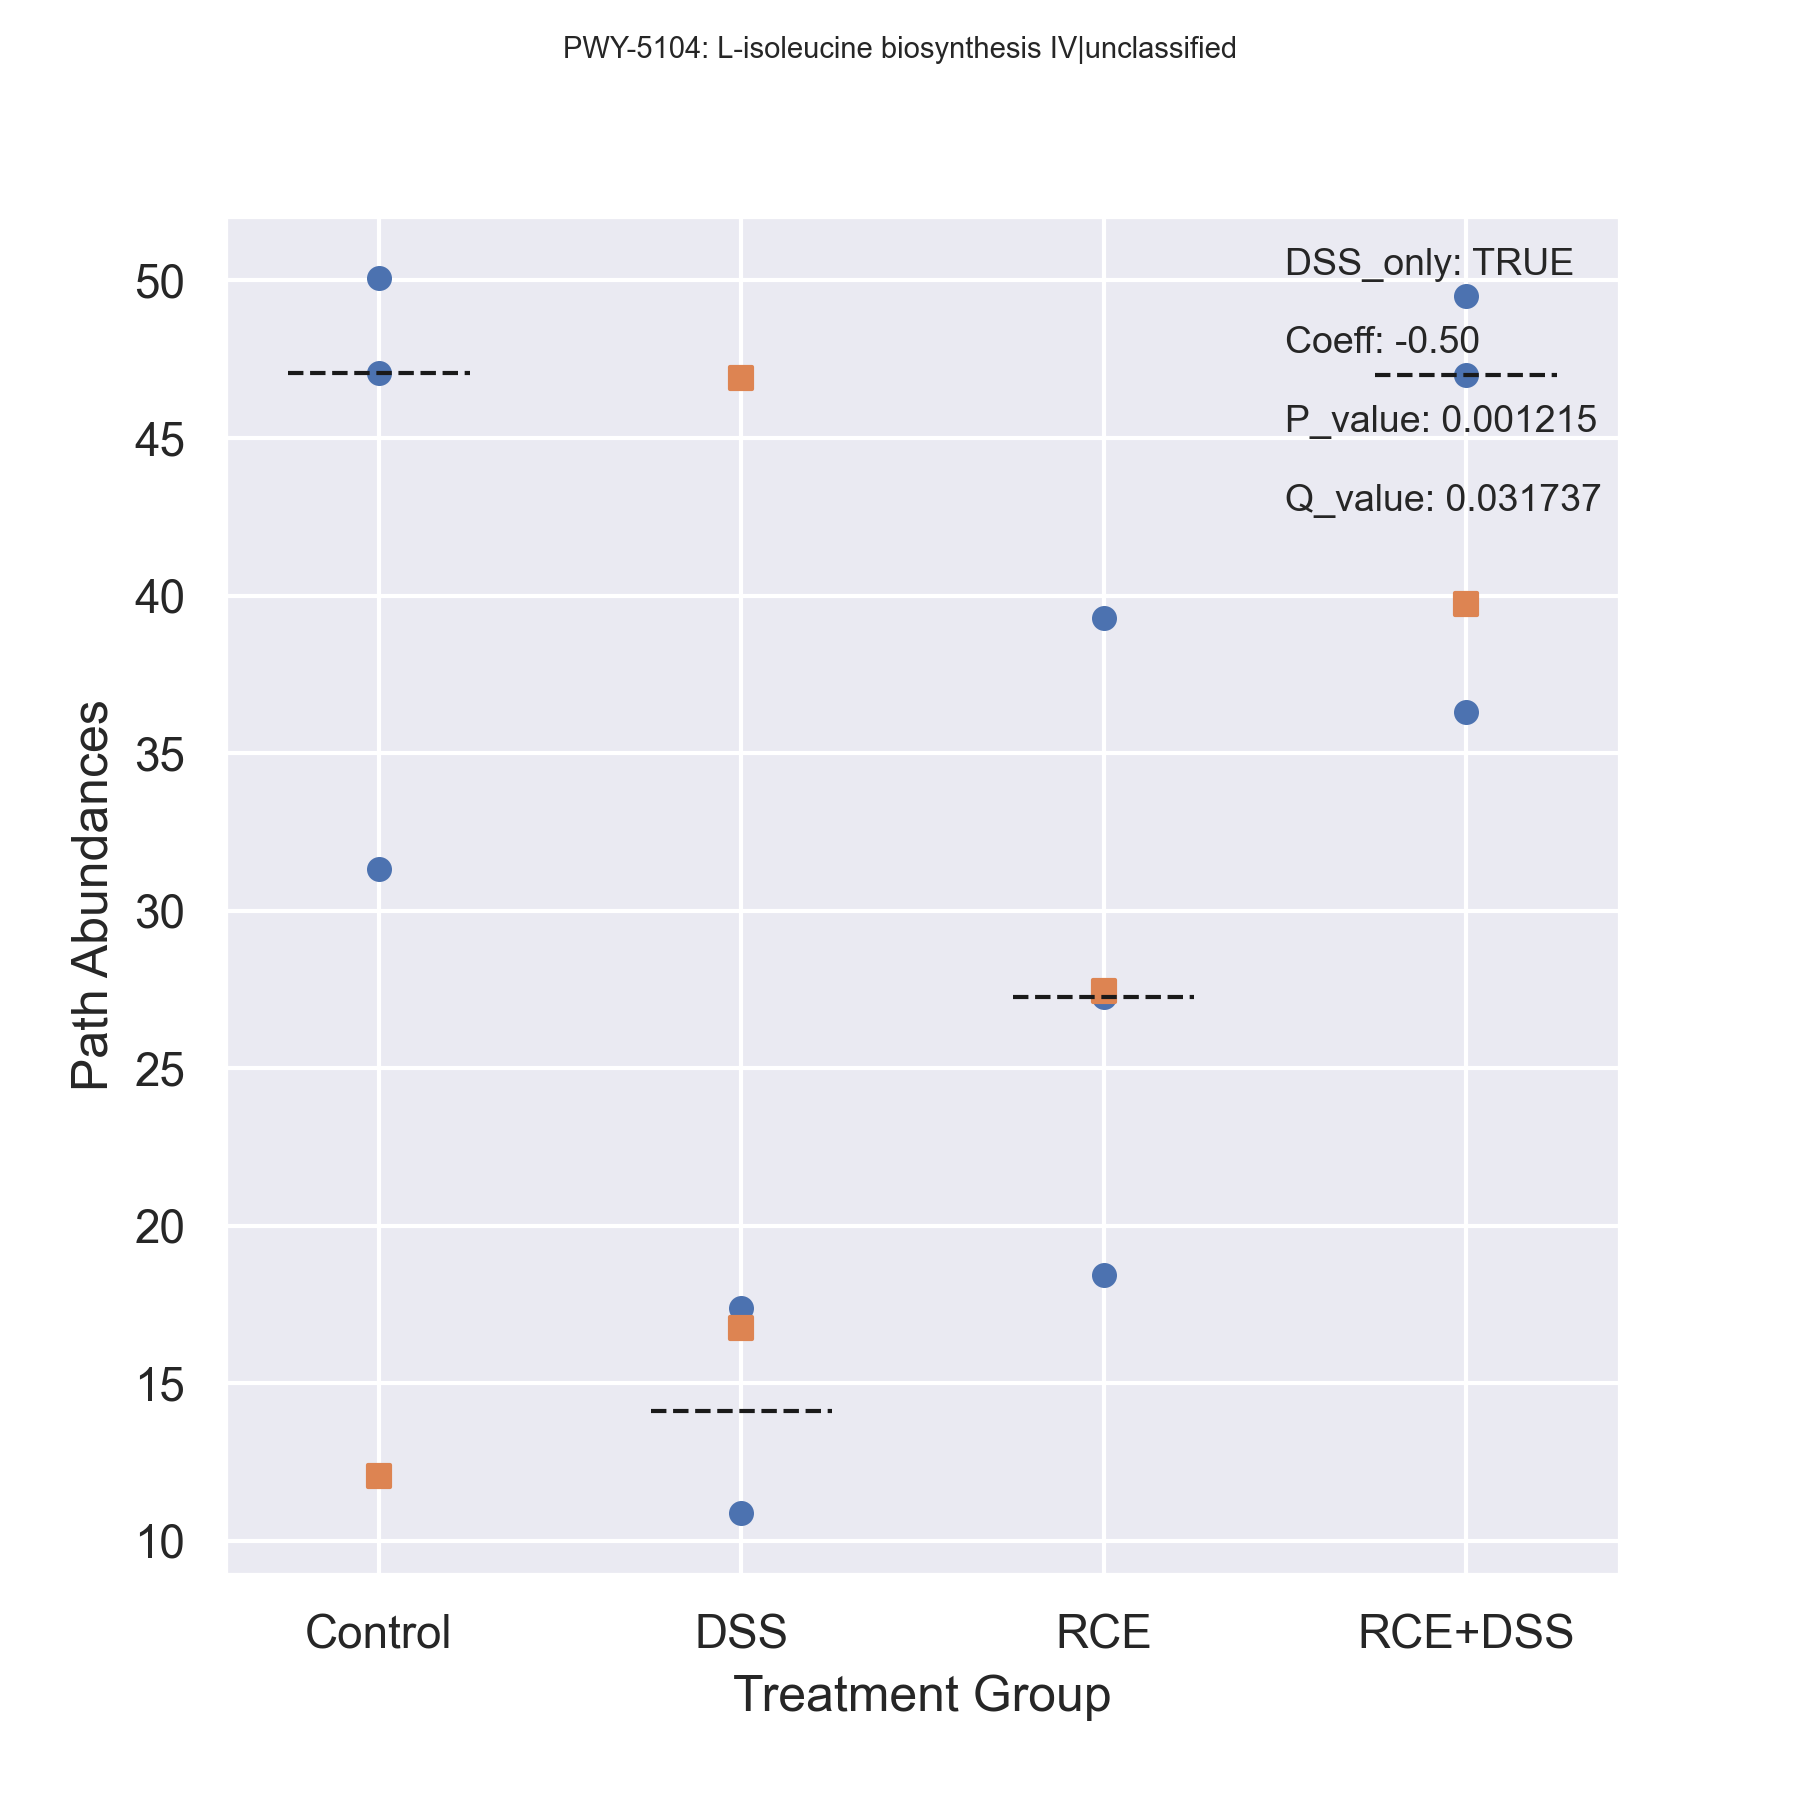 PWY-5104: L-isoleucine biosynthesis IV|unclassified
DSS_only: TRUE
Coeff: -0.50
P_value: 0.001215
Q_value: 0.031737
50
45
40
35
30
25
20
15
10
Path Abundances
Control
DSS
RCE
RCE+DSS
Treatment Group